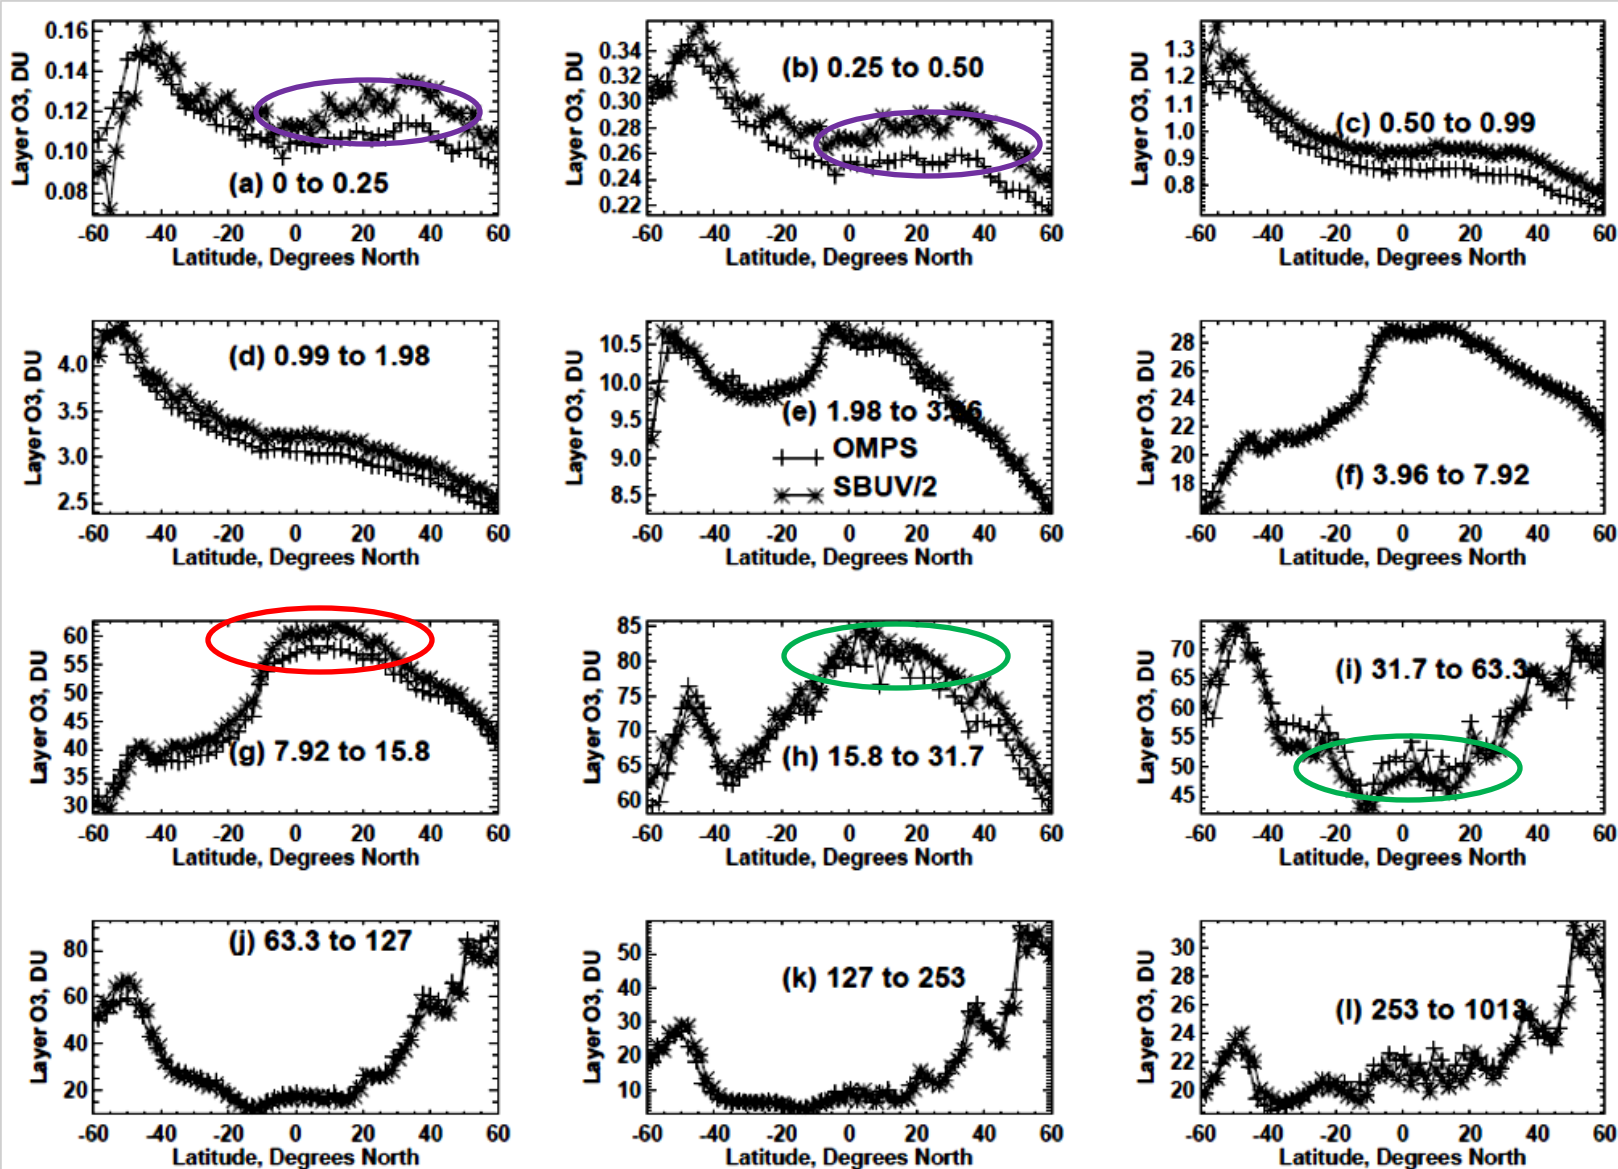 Layer O3, DU
0.16
0.14
0.12
0.10
0.08
(a) 0 to 0.25
-60 -40 -20 0 20 40 60
Latitude, Degrees North
Layer O3, DU
0.34
0.32
0.30
0.28
0.26
0.24
0.22
(b) 0.25 to 0.50
-60 -40 -20 0 20 40 60
Latitude, Degrees North
Layer O3, DU
1.3
1.2
1.1
1.0
0.9
0.8
(c) 0.50 to 0.99
-60 -40 -20 0 20 40 60
Latitude, Degrees North
Layer O3, DU
4.0
3.5
3.0
2.5
(d) 0.99 to 1.98
-60 -40 -20 0 20 40 60
Latitude, Degrees North
Layer O3, DU
10.5
10.0
9.5
9.0
8.5
(e) 1.98 to 3.96
OMPS
SBUV/2
-60 -40 -20 0 20 40 60
Latitude, Degrees North
Layer O3, DU
28
26
24
22
20
18
(f) 3.96 to 7.92
-60 -40 -20 0 20 40 60
Latitude, Degrees North
Layer O3, DU
60
55
50
45
40
35
30
(g) 7.92 to 15.8
-60 -40 -20 0 20 40 60
Latitude, Degrees North
Layer O3, DU
85
80
75
70
65
60
(h) 15.8 to 31.7
-60 -40 -20 0 20 40 60
Latitude, Degrees North
Layer O3, DU
70
65
60
55
50
45
(i) 31.7 to 63.3
-60 -40 -20 0 20 40 60
Latitude, Degrees North
Layer O3, DU
80
60
40
20
(j) 63.3 to 127
-60 -40 -20 0 20 40 60
Latitude, Degrees North
Layer O3, DU
50
40
30
20
10
(k) 127 to 253
-60 -40 -20 0 20 40 60
Latitude, Degrees North
Layer O3, DU
30
28
26
24
22
20
(l) 253 to 1013
-60 -40 -20 0 20 40 60
Latitude, Degrees North